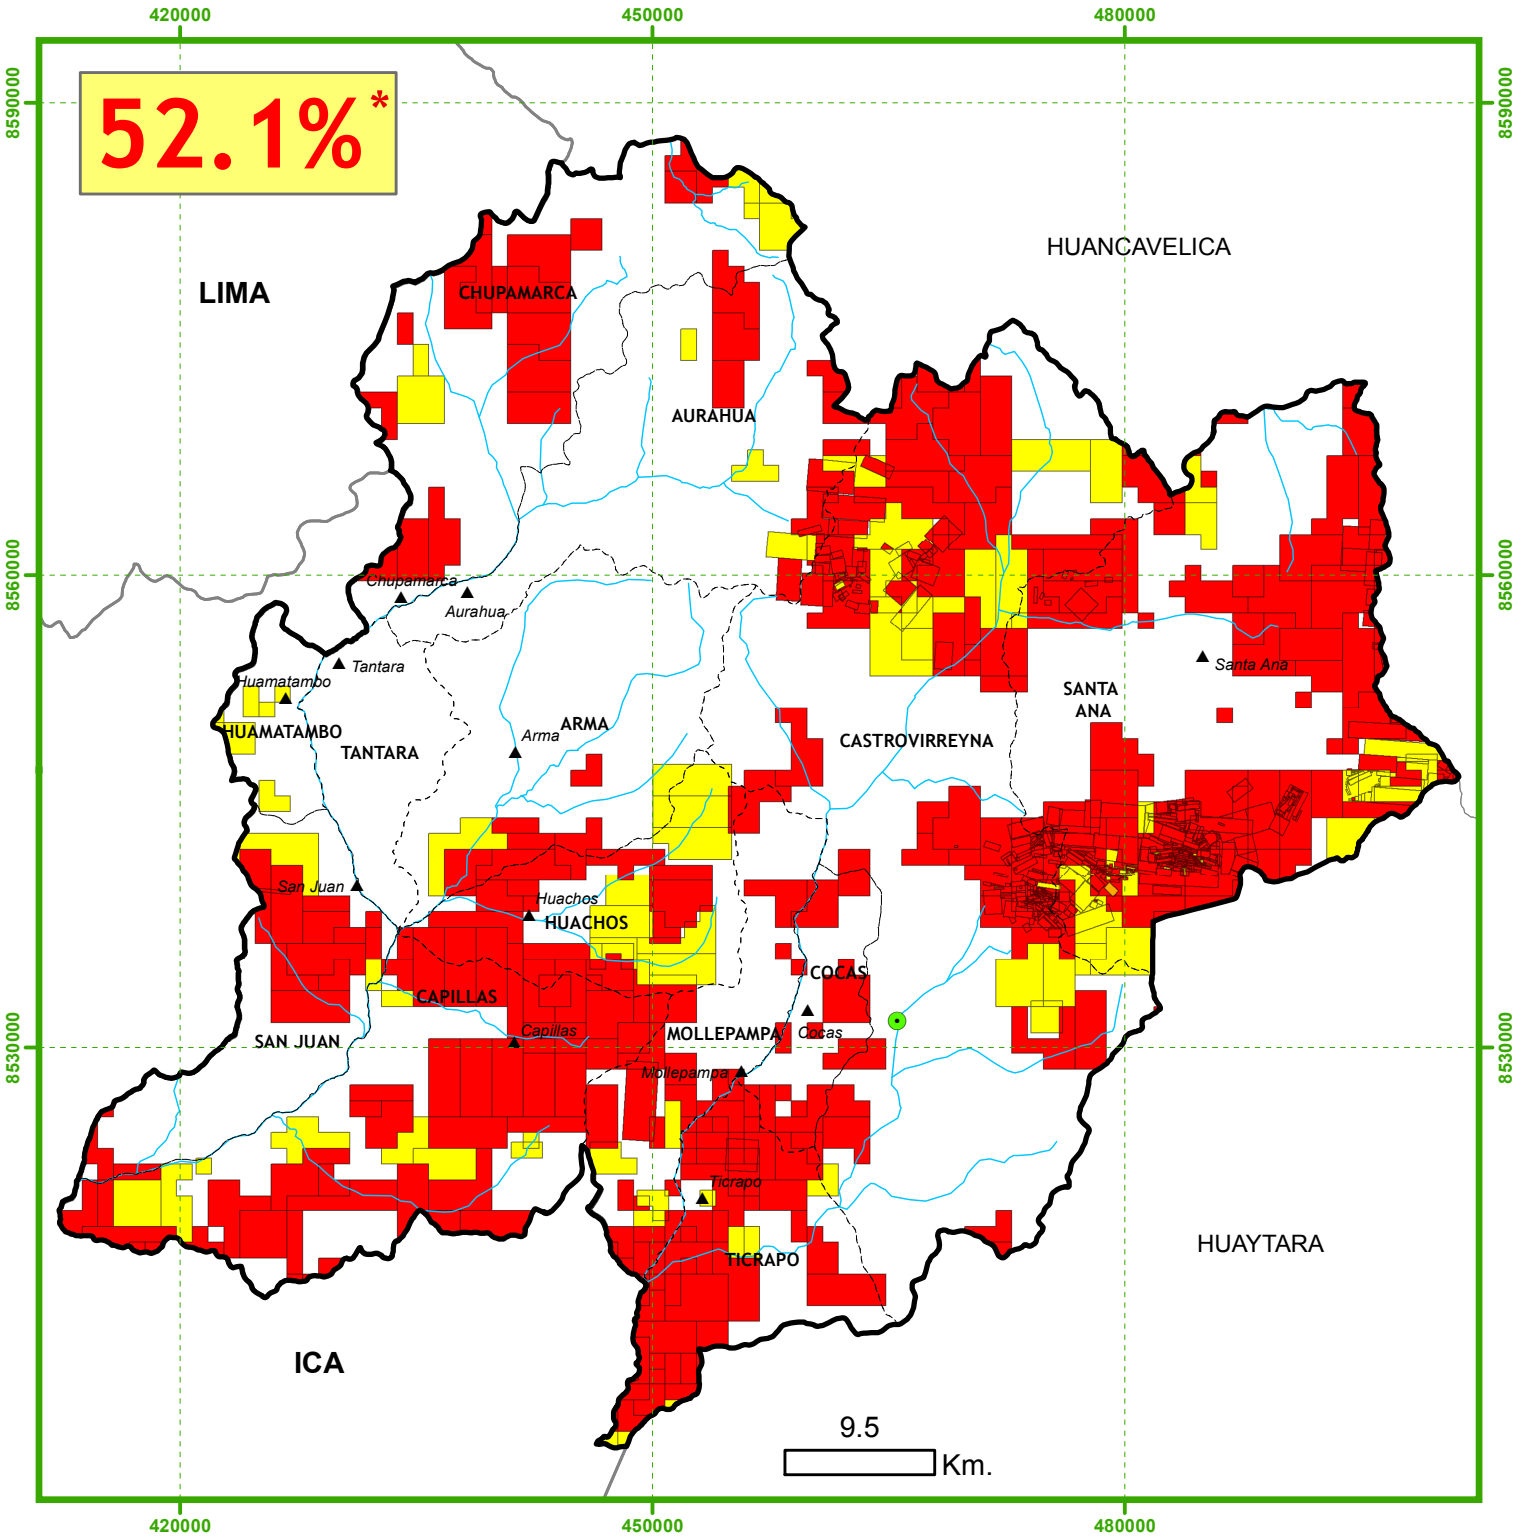 420000
450000
480000
8590000
8590000
52.1%*
HUANCAVELICA
LIMA
CHUPAMARCA
AURAHUA
8560000
8560000
Chupamarca
Aurahua
Tantara
Santa Ana
Huamatambo
SANTA
ANA
HUAMATAMBO
TANTARA
Arma
ARMA
CASTROVIRREYNA
San Juan
Huachos
HUACHOS
COCAS
CAPILLAS
Capillas
SAN JUAN
MOLLEPAMPA
Cocas
8530000
8530000
Mollepampa
Ticrapo
TICRAPO
HUAYTARA
ICA
9.5
Km.
420000
450000
480000